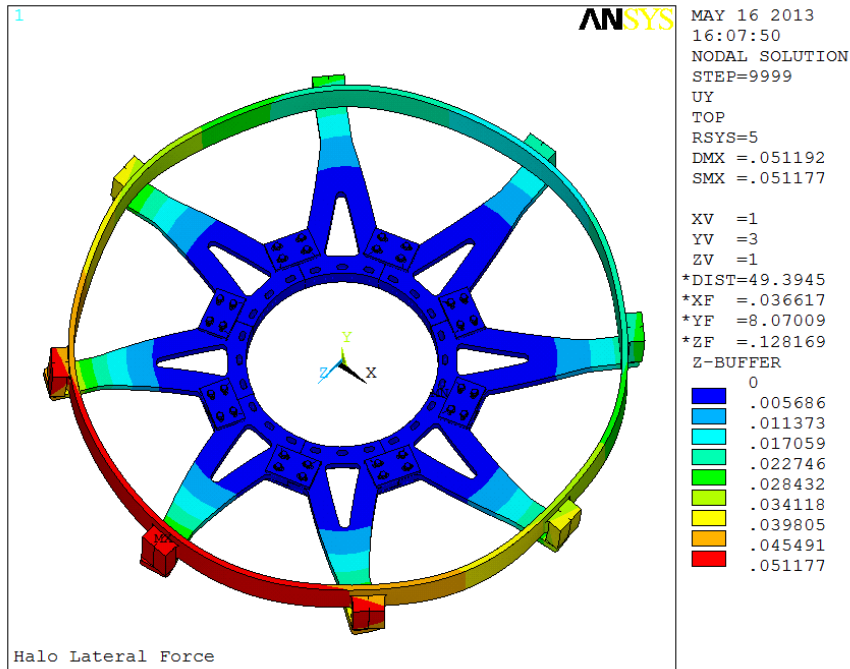 1
ANSYS
MAY 16 2013
16:07:50
NODAL SOLUTION
STEP=9999
UY
TOP
RSYS=5
DMX =.051192
SMX =.051177
XV =1
YV =3
ZV =1
*DIST=49.3945
*XF =.036617
*YF =8.07009
*ZF =.128169
Z-BUFFER
0
.005686
.011373
.017059
.022746
.028432
.034118
.039805
.045491
.051177
Y
Z
X
MX
Halo Lateral Force